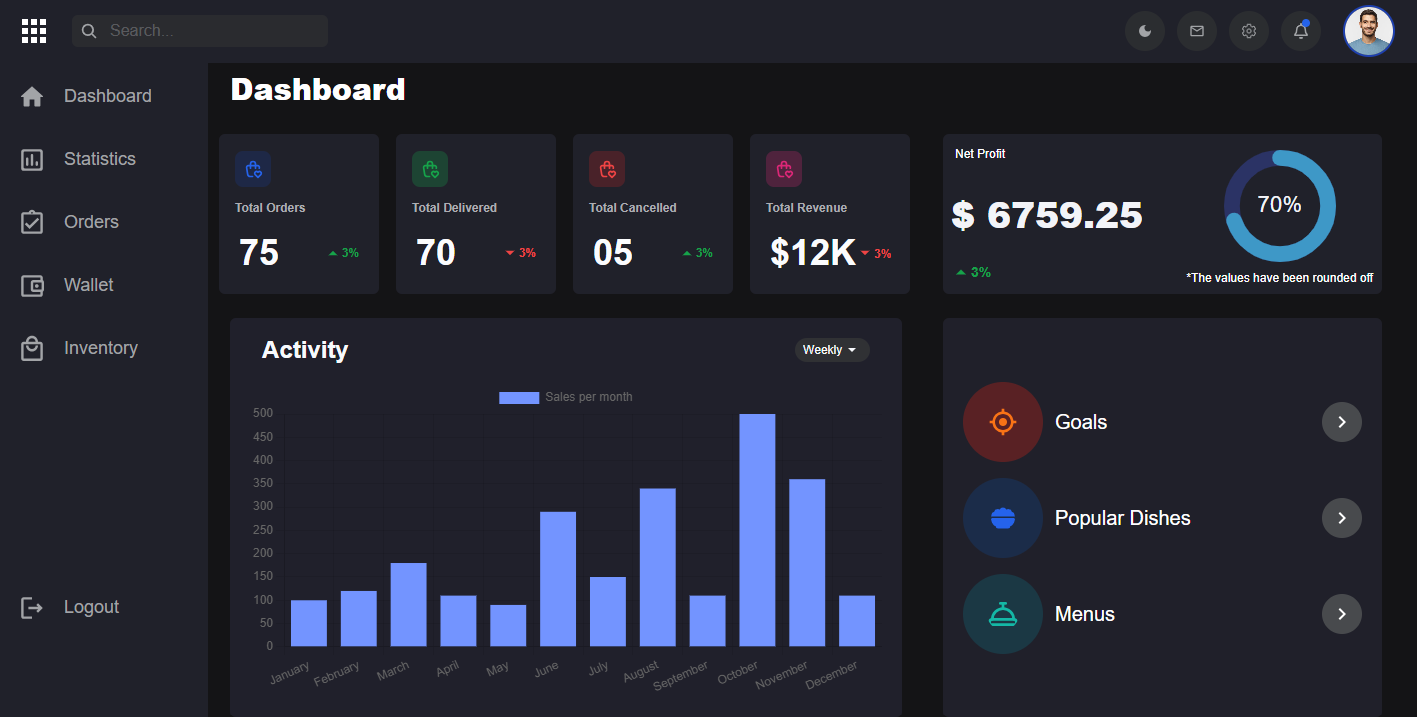 Search...
Dashboard
Statistics
Orders
Wallet
Inventory
Logout
Dashboard
Total Orders
75
3%
Total Delivered
70
3%
Total Cancelled
05
3%
Total Revenue
$12K
3%
Net Profit
$ 6759.25
3%
70%
*The values have been rounded off
Activity
Weekly
Sales per month
500
450
400
350
300
250
200
150
100
50
0
January
February
March
April
May
June
July
August
September
October
November
December
Goals
Popular Dishes
Menus